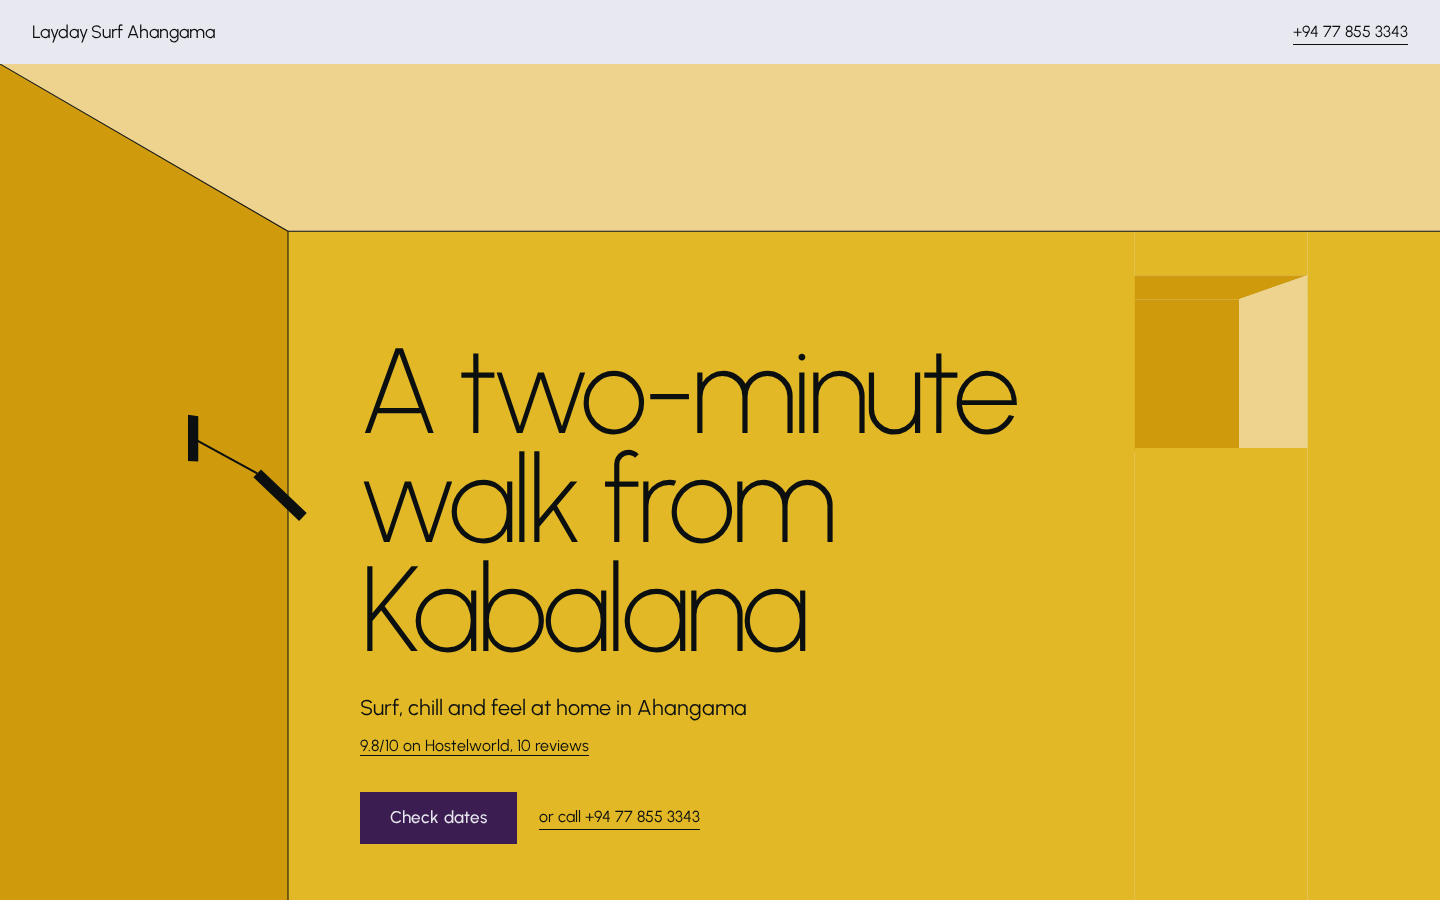 Layday Surf Ahangama
+94 77 855 3343
A two-minute
walk from
Kabalana
Surf, chill and feel at home in Ahangama
9.8/10 on Hostelworld, 10 reviews
Check dates
or call +94 77 855 3343